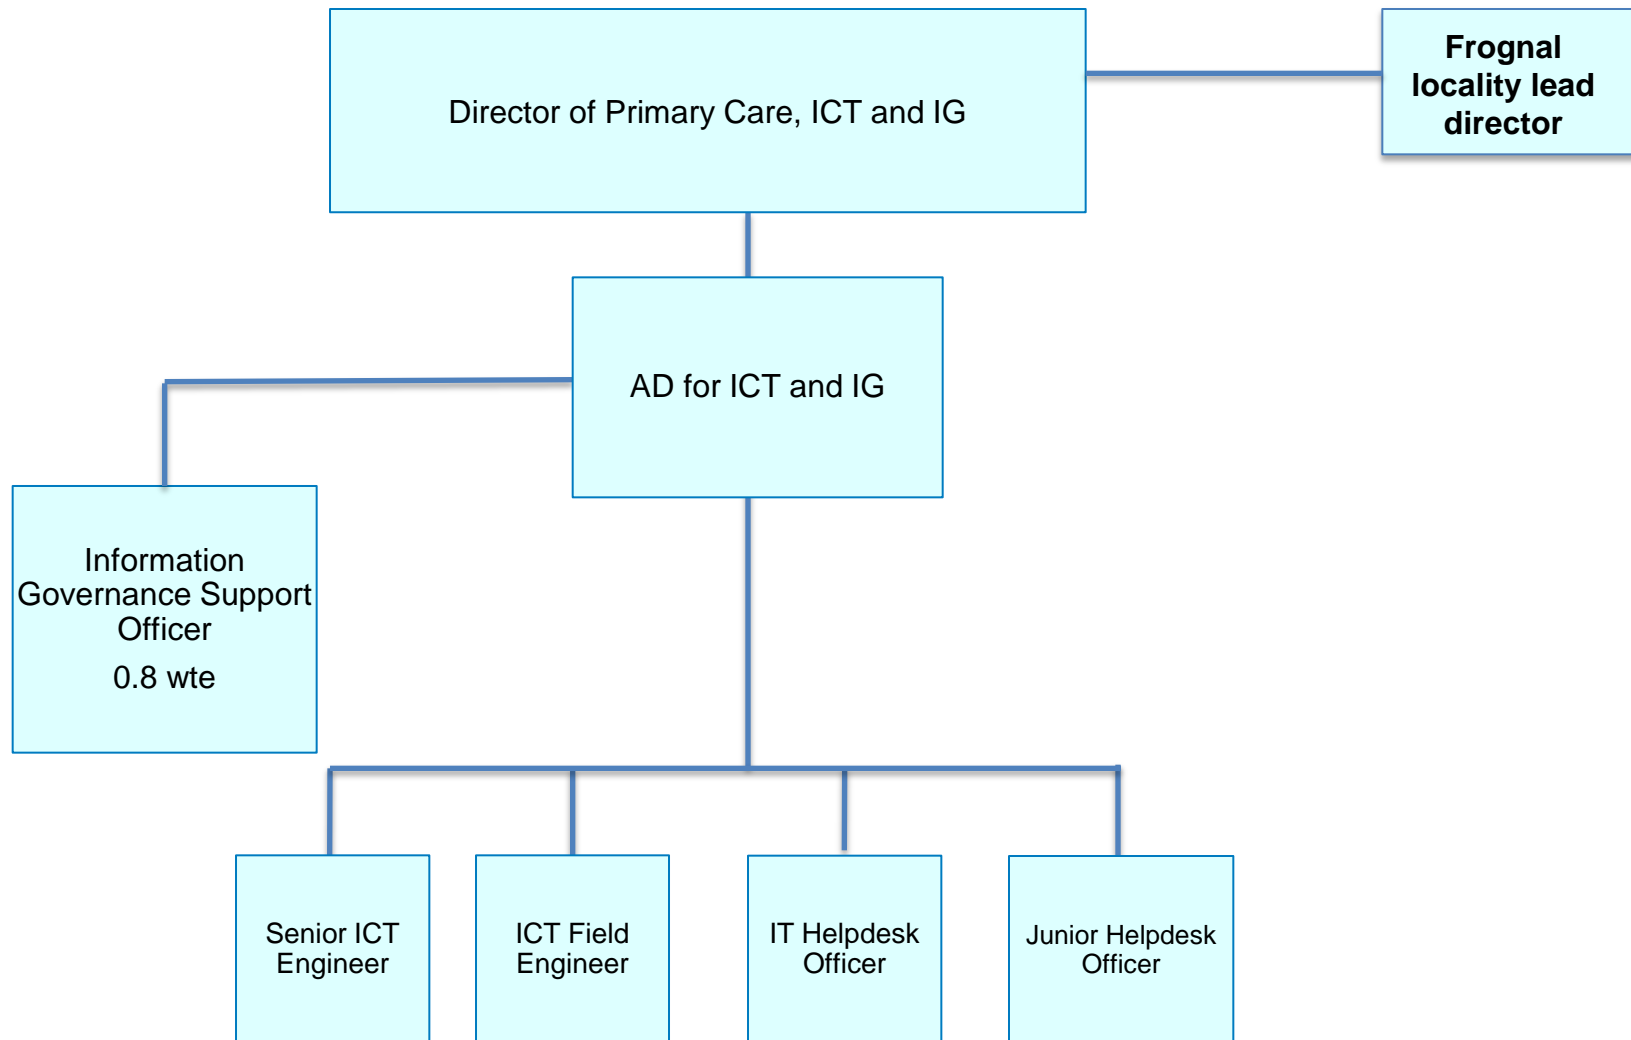 Director of Primary Care, ICT and IG
Frognal
locality lead
director
AD for ICT and IG
Information
Governance Support
Officer
0.8 wte
Senior ICT
Engineer
ICT Field
Engineer
IT Helpdesk
Officer
Junior Helpdesk
Officer